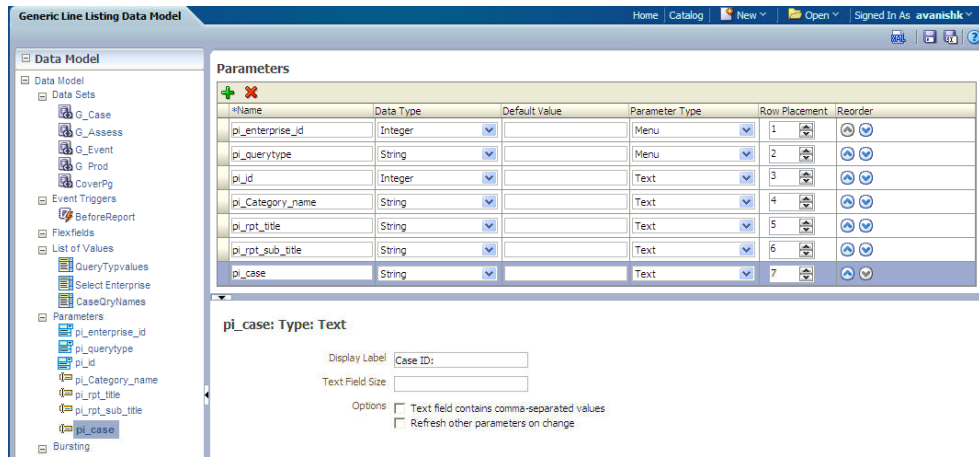 Generic Line Listing Data Model
Home Catalog New Open Signed In As avanishk
XML
Data Model
Data Model
Data Sets
G_Case
G_Assess
G_Event
G_Prod
CoverPg
Event Triggers
BeforeReport
Flexfields
List of Values
QueryTypvalues
Select Enterprise
CaseQryNames
Parameters
pi_enterprise_id
pi_querytype
pi_id
pi_Category_name
pi_rpt_title
pi_rpt_sub_title
pi_case
Bursting
Parameters
*Name Data Type Default Value Parameter Type Row Placement Reorder
pi_enterprise_id Integer Menu 1
pi_querytype String Menu 2
pi_id Integer Text 3
pi_Category_name String Text 4
pi_rpt_title String Text 5
pi_rpt_sub_title String Text 6
pi_case String Text 7
pi_case: Type: Text
Display Label Case ID:
Text Field Size
Options Text field contains comma-separated values
Refresh other parameters on change